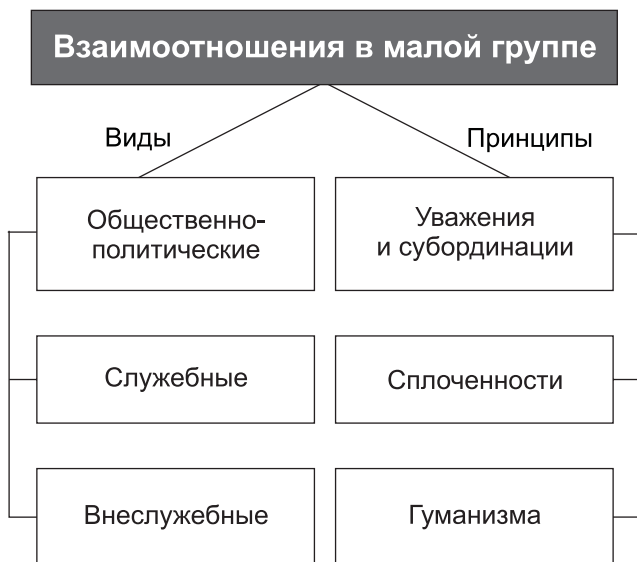 Взаимоотношения в малой группе
Виды
Принципы
Общественно-
политические
Уважения
и субординации
Служебные
Сплоченности
Внеслужебные
Гуманизма